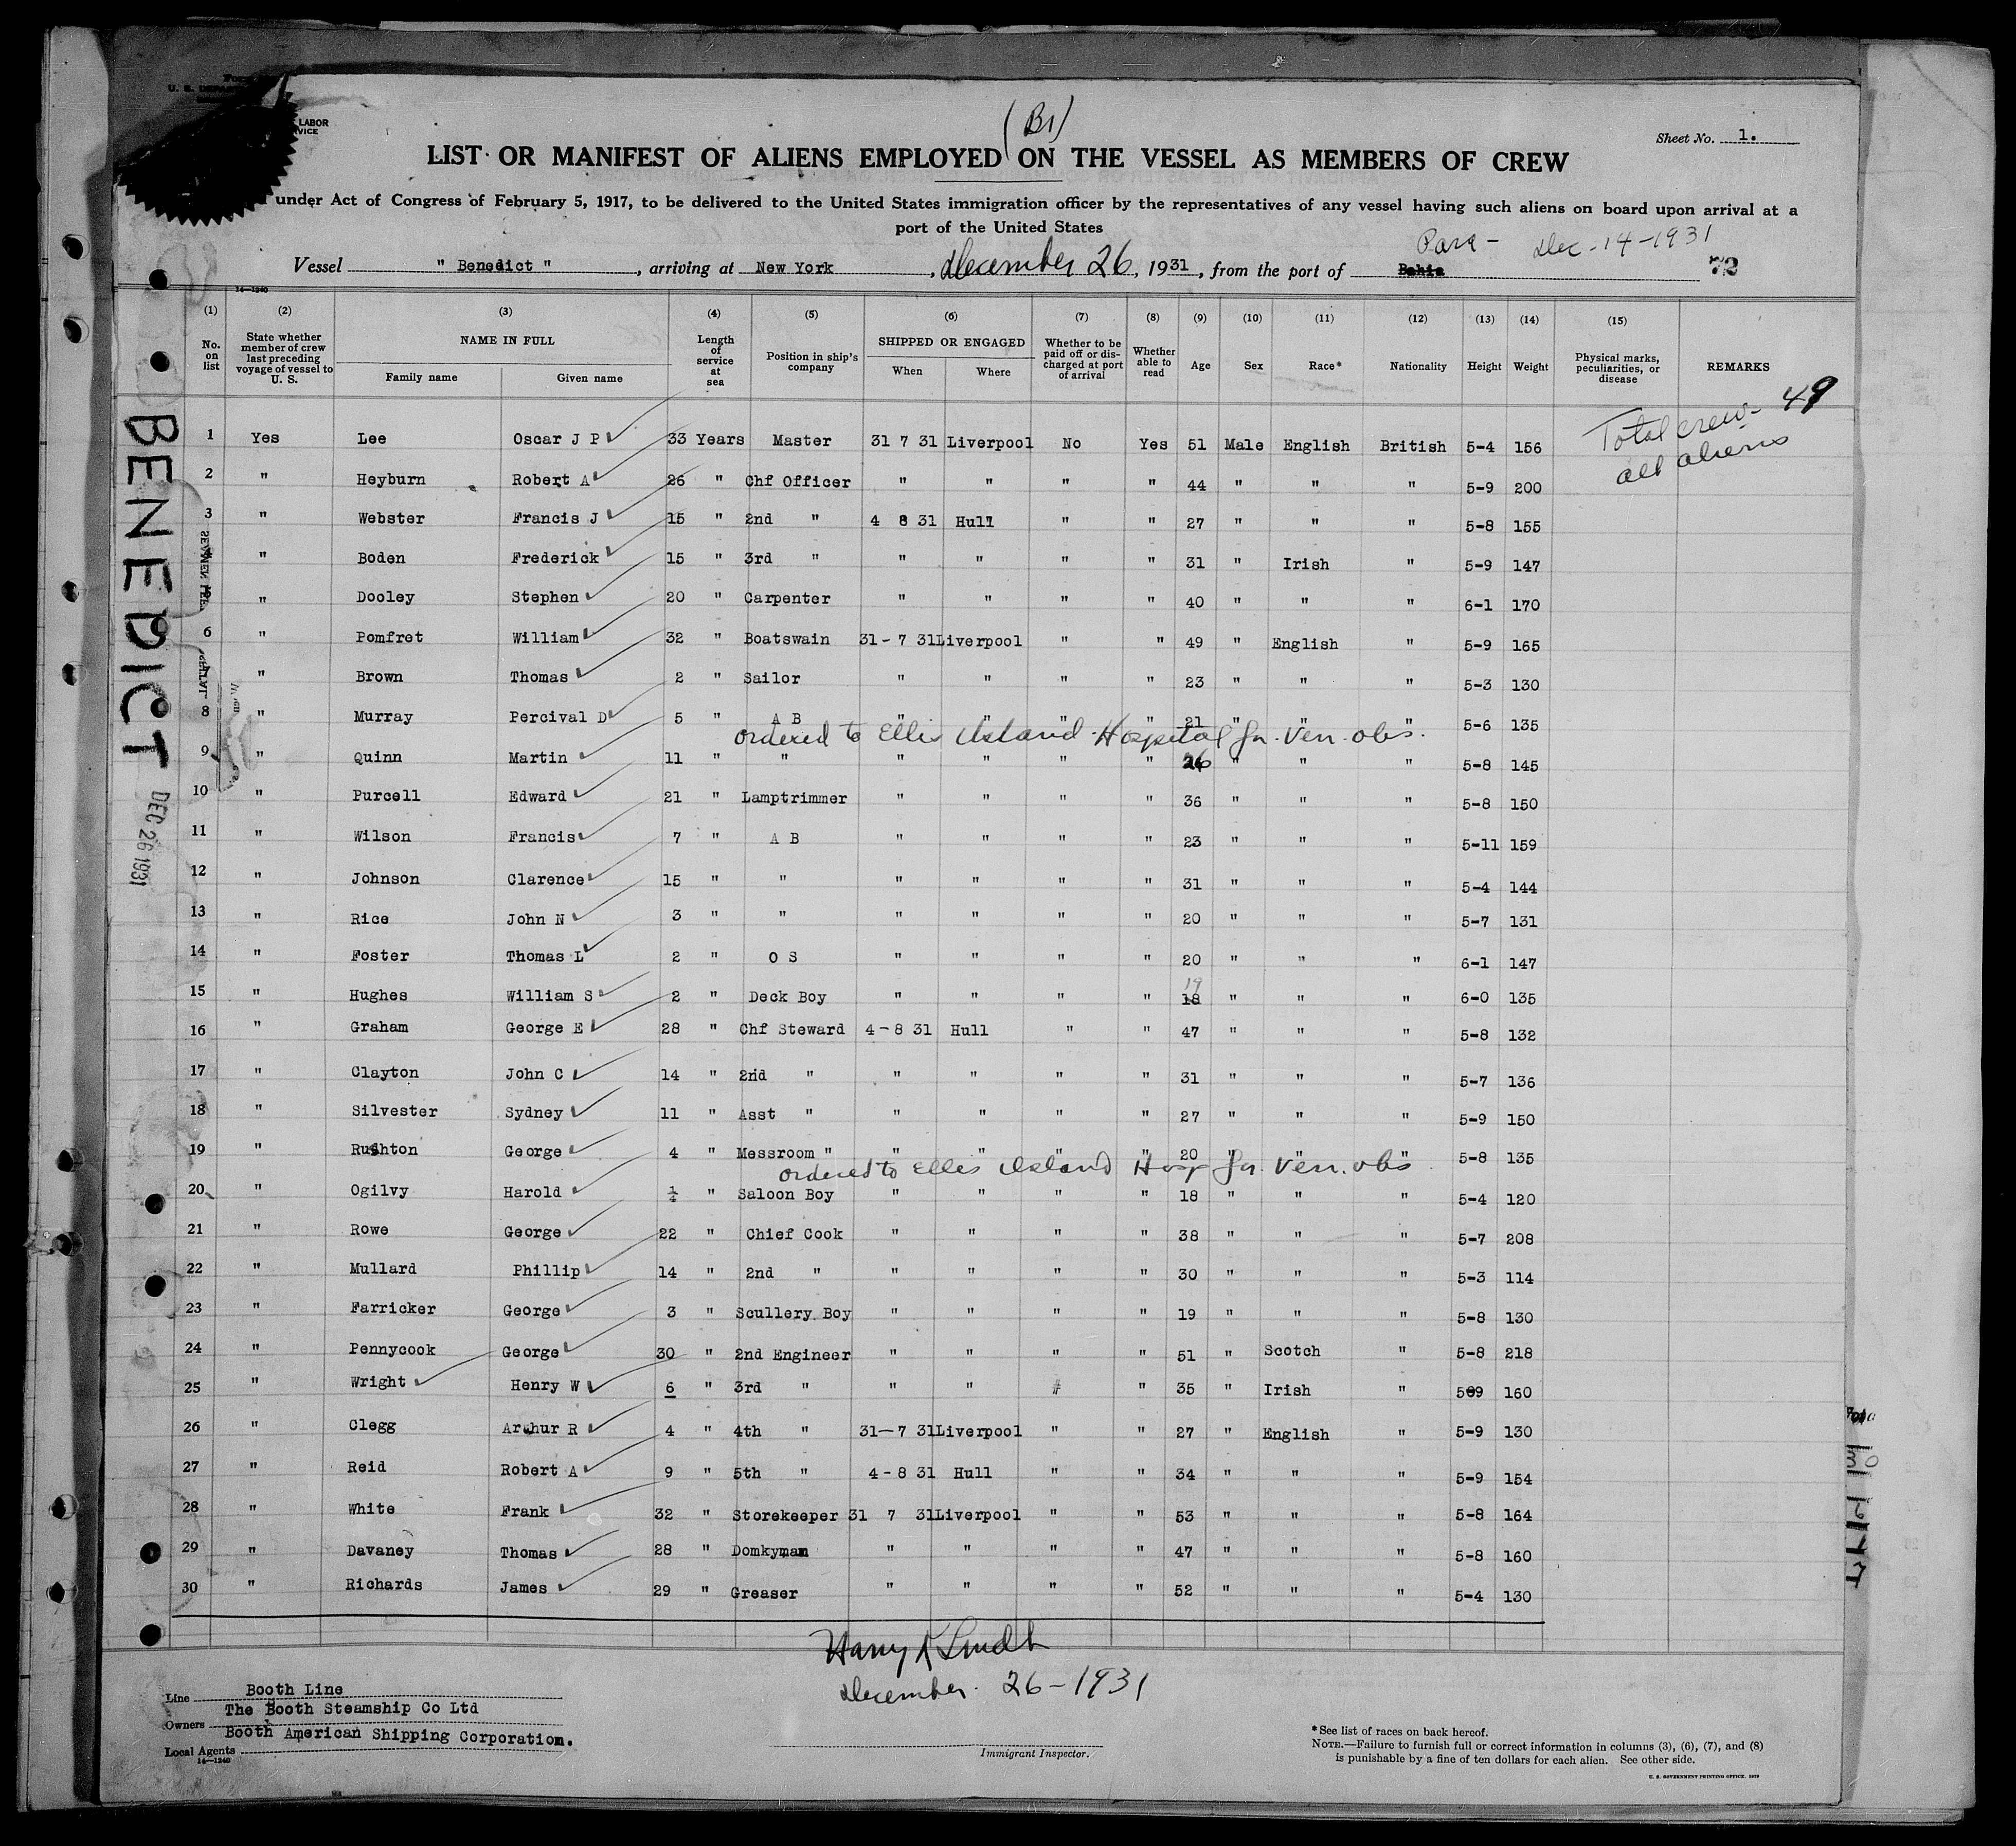 LABOR
(B1)
Sheet No. 1.
LIST OR MANIFEST OF ALIENS EMPLOYED ON THE VESSEL AS MEMBERS OF CREW
under Act of Congress of February 5, 1917, to be delivered to the United States immigration officer by the representatives of any vessel having such aliens on board upon arrival at a
port of the United States
Para - Dec-14-1931
Vessel " Benedict " , arriving at New York , December 26, 1931 , from the port of Bahia 72
14-1240
(1) (2) (3) (4) (5) (6) (7) (8) (9) (10) (11) (12) (13) (14) (15)
No. on list State whether member of crew last preceding voyage of vessel to U. S. NAME IN FULL Family name Given name Length of service at sea Position in ship's company SHIPPED OR ENGAGED When Where Whether to be paid off or discharged at port of arrival Whether able to read Age Sex Race* Nationality Height Weight Physical marks, peculiarities, or disease REMARKS
Total crew - 49
all aliens
1 Yes Lee Oscar J P 33 Years Master 31 7 31 Liverpool No Yes 51 Male English British 5-4 156
2 " Heyburn Robert A 26 " Chf Officer " " " " 44 " " " 5-9 200
3 " Webster Francis J 15 " 2nd " 4 8 31 Hull " " 27 " " " 5-8 155
4 " Boden Frederick 15 " 3rd " " " " " 31 " Irish " 5-9 147
" Dooley Stephen 20 " Carpenter " " " " 40 " " " 6-1 170
6 " Pomfret William 32 " Boatswain 31-7 31 Liverpool " " 49 " English " 5-9 165
" Brown Thomas 2 " Sailor " " " " 23 " " " 5-3 130
8 " Murray Percival D 5 " A B " " " " 21 " " " 5-6 135
ordered to Ellis Island Hospital for Ven. obs.
9 " Quinn Martin 11 " " " " " " 26 " " " 5-8 145
10 " Purcell Edward 21 " Lamptrimmer " " " " 36 " " " 5-8 150
11 " Wilson Francis 7 " A B " " " " 23 " " " 5-11 159
12 " Johnson Clarence 15 " " " " " " 31 " " " 5-4 144
13 " Rice John N 3 " " " " " " 20 " " " 5-7 131
14 " Foster Thomas L 2 " O S " " " " 20 " " " 6-1 147
15 " Hughes William S 2 " Deck Boy " " " " 18 19 " " " 6-0 135
16 " Graham George E 28 " Chf Steward 4-8 31 Hull " " 47 " " " 5-8 132
17 " Clayton John C 14 " 2nd " " " " " 31 " " " 5-7 136
18 " Silvester Sydney 11 " Asst " " " " " 27 " " " 5-9 150
19 " Rushton George 4 " Messroom " " " " " 20 " " " 5-8 135
ordered to Ellis Island Hosp for Ven. obs
20 " Ogilvy Harold ¼ " Saloon Boy " " " " 18 " " " 5-4 120
21 " Rowe George 22 " Chief Cook " " " " 38 " " " 5-7 208
22 " Mullard Phillip 14 " 2nd " " " " " 30 " " " 5-3 114
23 " Farricker George 3 " Scullery Boy " " " " 19 " " " 5-8 130
24 " Pennycook George 30 " 2nd Engineer " " " " 51 " Scotch " 5-8 218
25 " Wright Henry W 6 " 3rd " " " " " 35 " Irish " 5-9 160
26 " Clegg Arthur R 4 " 4th " 31-7 31 Liverpool " " 27 " English " 5-9 130
27 " Reid Robert A 9 " 5th " 4-8 31 Hull " " 34 " " " 5-9 154
28 " White Frank 32 " Storekeeper 31 7 31 Liverpool " " 53 " " " 5-8 164
29 " Davaney Thomas 28 " Domkyman " " " " 47 " " " 5-8 160
30 " Richards James 29 " Greaser " " " " 52 " " " 5-4 130
BENEDICT
DEC 26 1931
December 26-1931
Immigrant Inspector.
Line Booth Line
Owners The Booth Steamship Co Ltd
Local Agents Booth American Shipping Corporation.
14-1240
*See list of races on back hereof.
NOTE.—Failure to furnish full or correct information in columns (3), (6), (7), and (8)
is punishable by a fine of ten dollars for each alien. See other side.